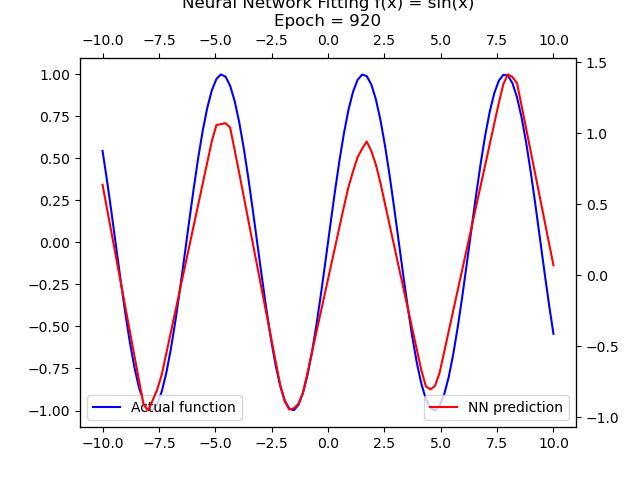 Neural Network Fitting f(x) = sin(x)
Epoch = 920
−10.0 −7.5 −5.0 −2.5 0.0 2.5 5.0 7.5 10.0
1.00
0.75
0.50
0.25
0.00
−0.25
−0.50
−0.75
−1.00
1.5
1.0
0.5
0.0
−0.5
−1.0
Actual function
NN prediction
−10.0 −7.5 −5.0 −2.5 0.0 2.5 5.0 7.5 10.0